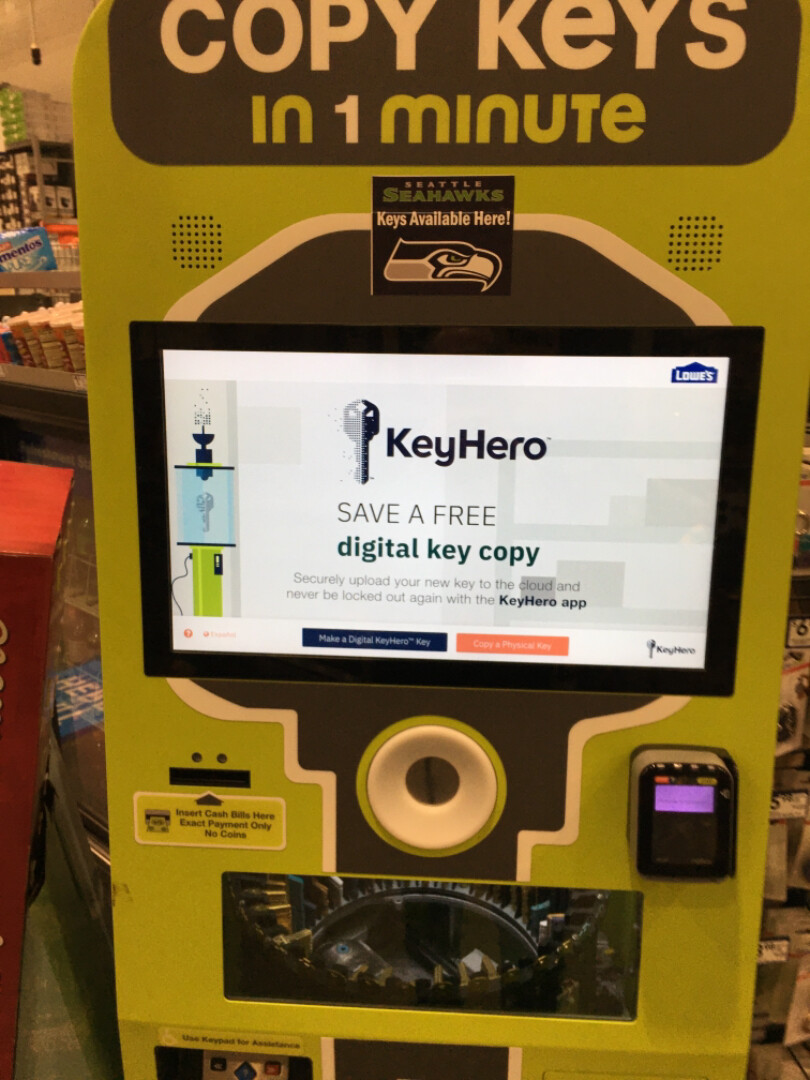 COPY KEYS
IN 1 MINUTE
SEATTLE
SEAHAWKS
Keys Available Here!
mentos
LOWE'S
KeyHero™
SAVE A FREE
digital key copy
Securely upload your new key to the cloud and
never be locked out again with the KeyHero app
Español
Make a Digital KeyHero™ Key
Copy a Physical Key
KeyHero
Insert Cash Bills Here
Exact Payment Only
No Coins
Use Keypad for Assistance